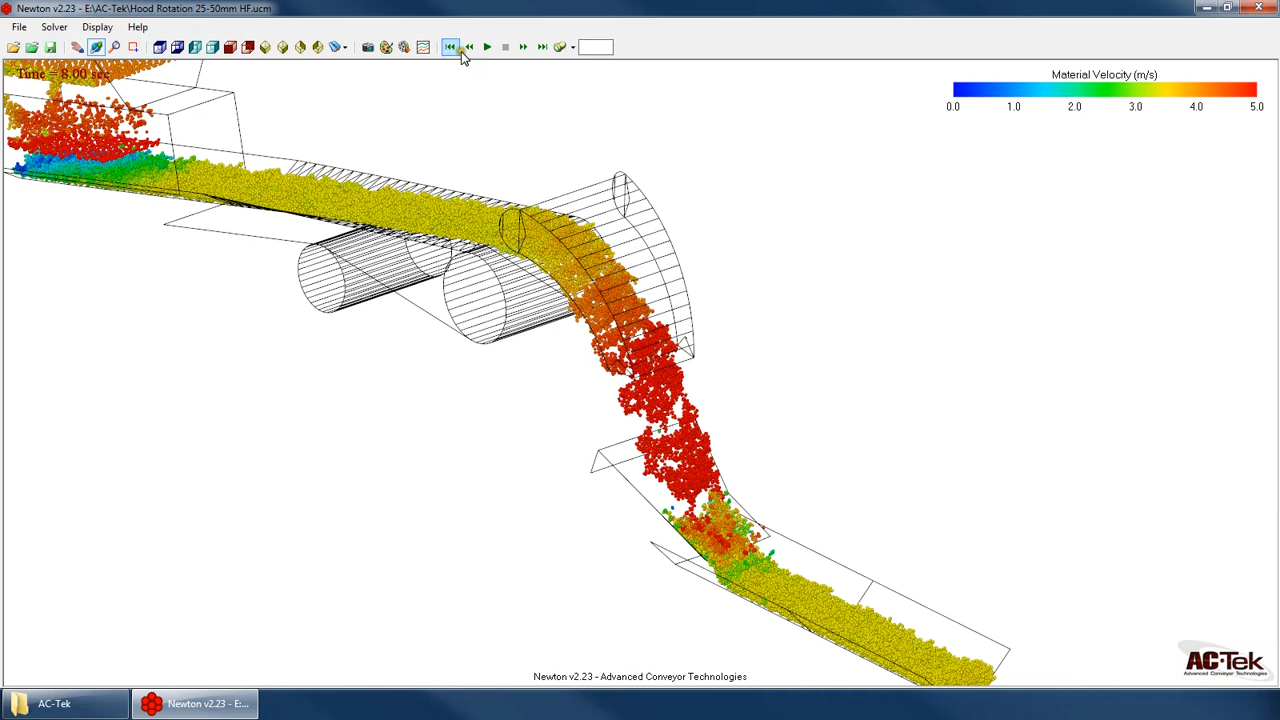 Newton v2.23 - E:\AC-Tek\Hood Rotation 25-50mm HF.ucm
File Solver Display Help
Time = 8.00 sec
Material Velocity (m/s)
0.0 1.0 2.0 3.0 4.0 5.0
AC·Tek
Advanced Conveyor Technologies
Newton v2.23 - Advanced Conveyor Technologies
AC-Tek
Newton v2.23 - E:...